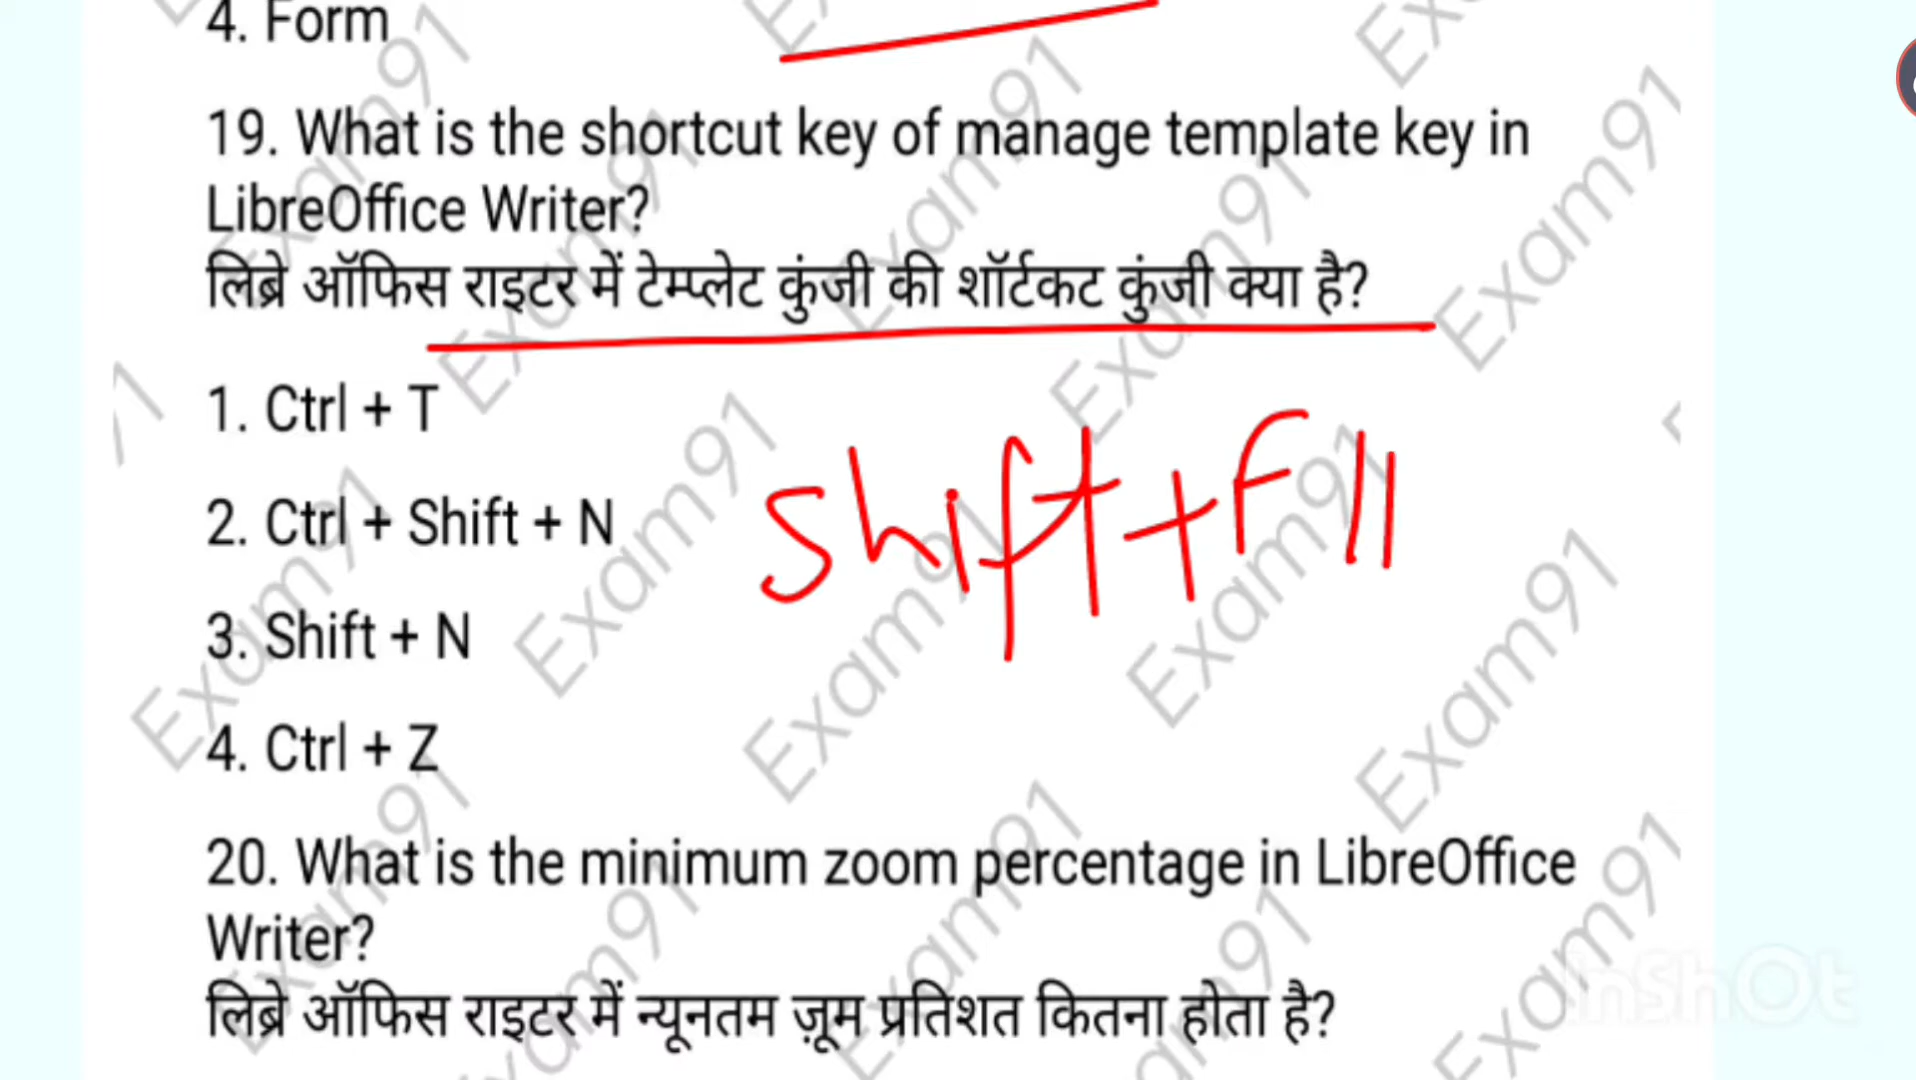 4. Form
19. What is the shortcut key of manage template key in
LibreOffice Writer?
लिब्रे ऑफिस राइटर में टेम्प्लेट कुंजी की शॉर्टकट कुंजी क्या है?
1. Ctrl + T
2. Ctrl + Shift + N
shift+F11
3. Shift + N
4. Ctrl + Z
20. What is the minimum zoom percentage in LibreOffice
Writer?
लिब्रे ऑफिस राइटर में न्यूनतम ज़ूम प्रतिशत कितना होता है?
Exam91
InShOt